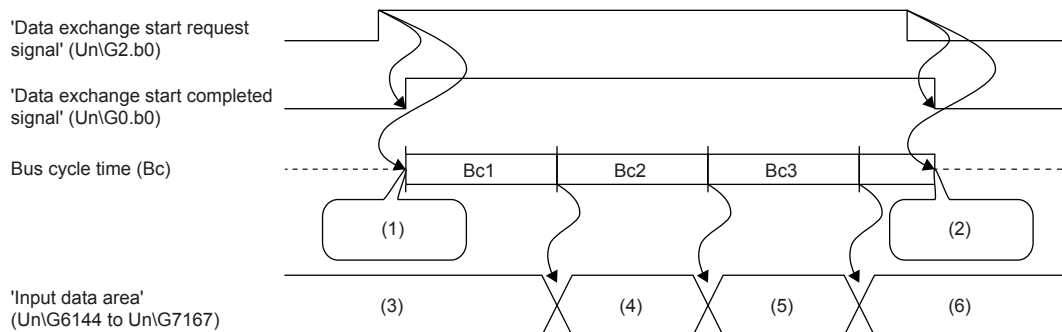 'Data exchange start request
signal' (Un\G2.b0)
'Data exchange start completed
signal' (Un\G0.b0)
Bus cycle time (Bc)
Bc1
Bc2
Bc3
(1)
(2)
'Input data area'
(Un\G6144 to Un\G7167)
(3)
(4)
(5)
(6)